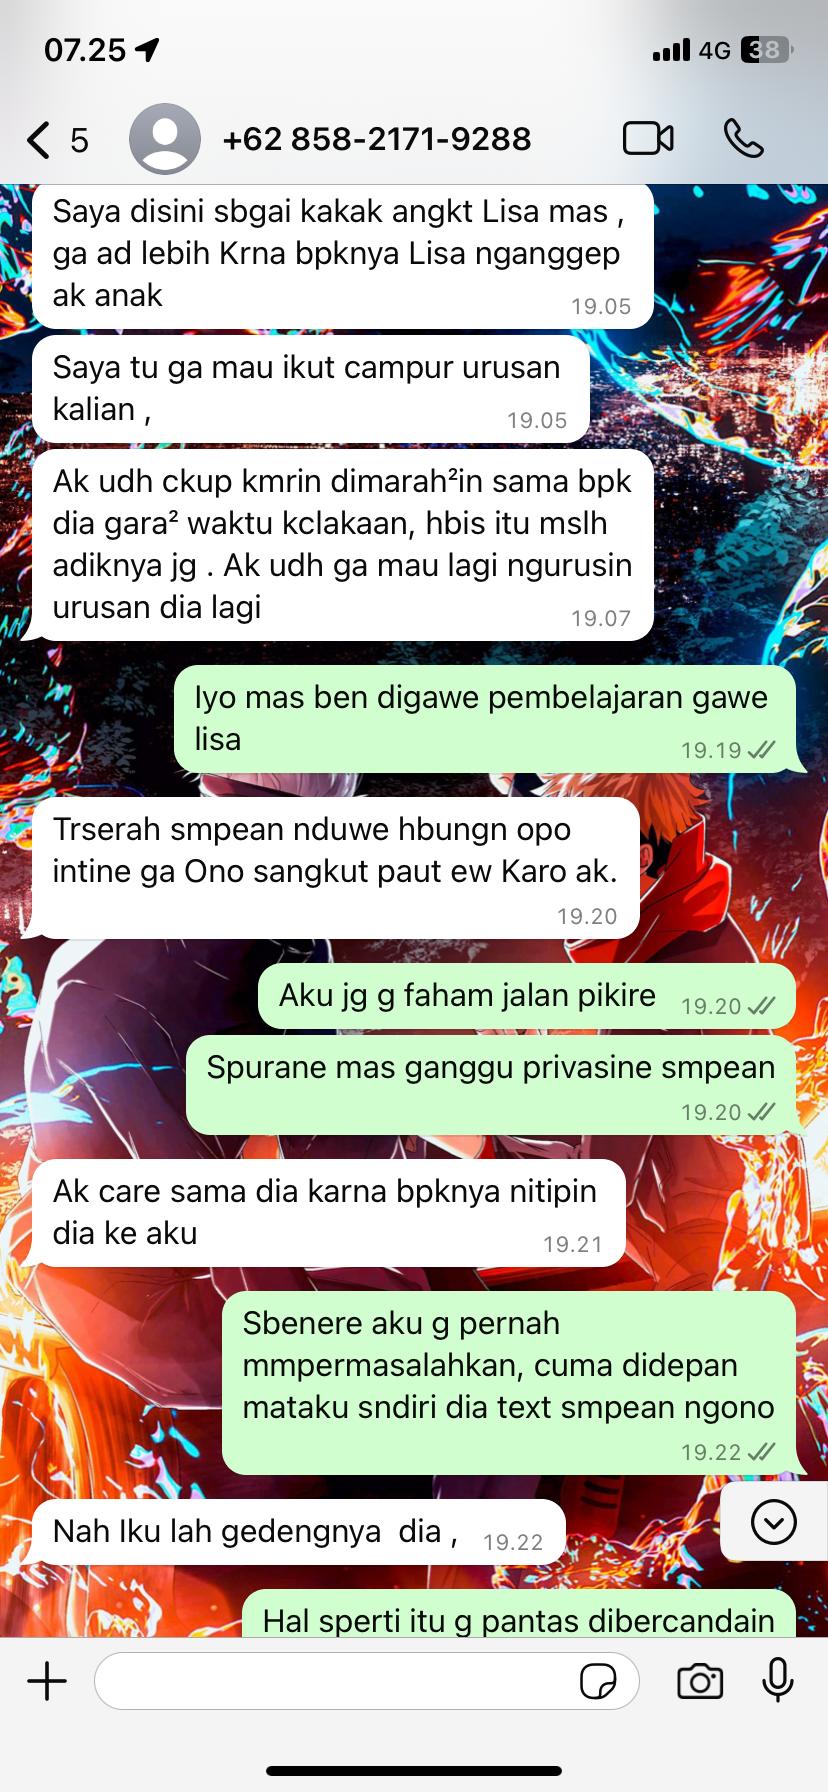 07.25
4G 38
5 +62 858-2171-9288
Saya disini sbgai kakak angkt Lisa mas ,
ga ad lebih Krna bpknya Lisa nganggep
ak anak
19.05
Saya tu ga mau ikut campur urusan
kalian ,
19.05
Ak udh ckup kmrin dimarah²in sama bpk
dia gara² waktu kclakaan, hbis itu mslh
adiknya jg . Ak udh ga mau lagi ngurusin
urusan dia lagi
19.07
Iyo mas ben digawe pembelajaran gawe
lisa
19.19
Trserah smpean nduwe hbungn opo
intine ga Ono sangkut paut ew Karo ak.
19.20
Aku jg g faham jalan pikire 19.20
Spurane mas ganggu privasine smpean
19.20
Ak care sama dia karna bpknya nitipin
dia ke aku
19.21
Sbenere aku g pernah
mmpermasalahkan, cuma didepan
mataku sndiri dia text smpean ngono
19.22
Nah Iku lah gedengnya dia , 19.22
Hal sperti itu g pantas dibercandain